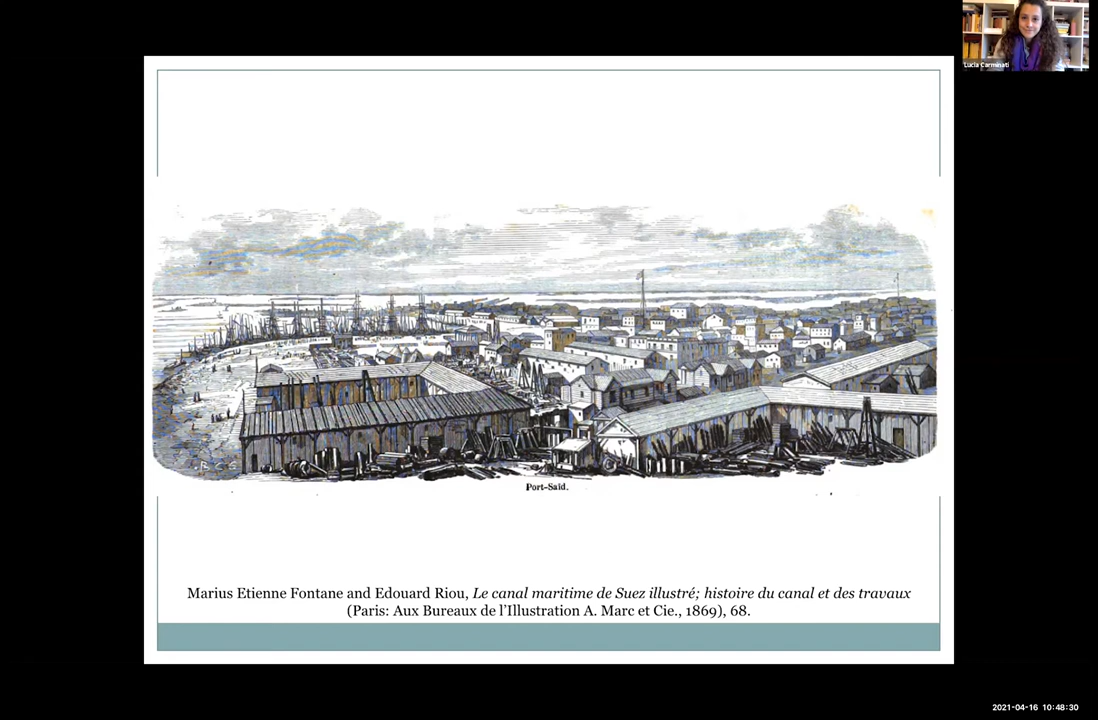 Lucia Carminati
Port-Saïd.
Marius Etienne Fontane and Edouard Riou, Le canal maritime de Suez illustré; histoire du canal et des travaux
(Paris: Aux Bureaux de l'Illustration A. Marc et Cie., 1869), 68.
2021-04-16 10:48:30